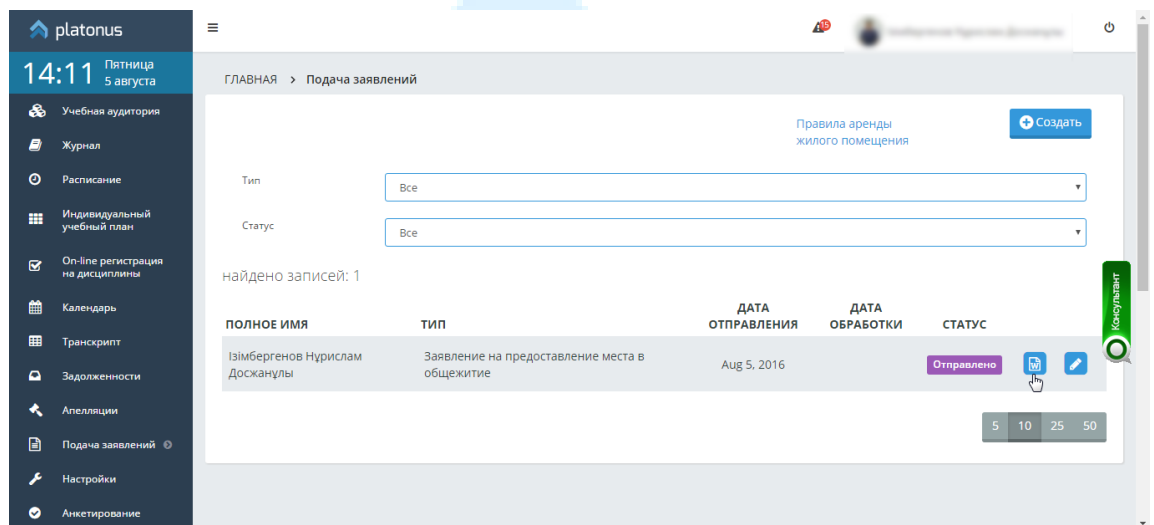 platonus
15
14:11
Пятница
5 августа
ГЛАВНАЯ > Подача заявлений
Учебная аудитория
Журнал
Расписание
Индивидуальный
учебный план
On-line регистрация
на дисциплины
Календарь
Транскрипт
Задолженности
Апелляции
Подача заявлений
Настройки
Анкетирование
Правила аренды
жилого помещения
Создать
Тип
Все
Статус
Все
найдено записей: 1
ПОЛНОЕ ИМЯ
ТИП
ДАТА
ОТПРАВЛЕНИЯ
ДАТА
ОБРАБОТКИ
СТАТУС
Ізімбергенов Нұрислам
Досжанұлы
Заявление на предоставление места в
общежитие
Aug 5, 2016
Отправлено
W
5 10 25 50
Консультант